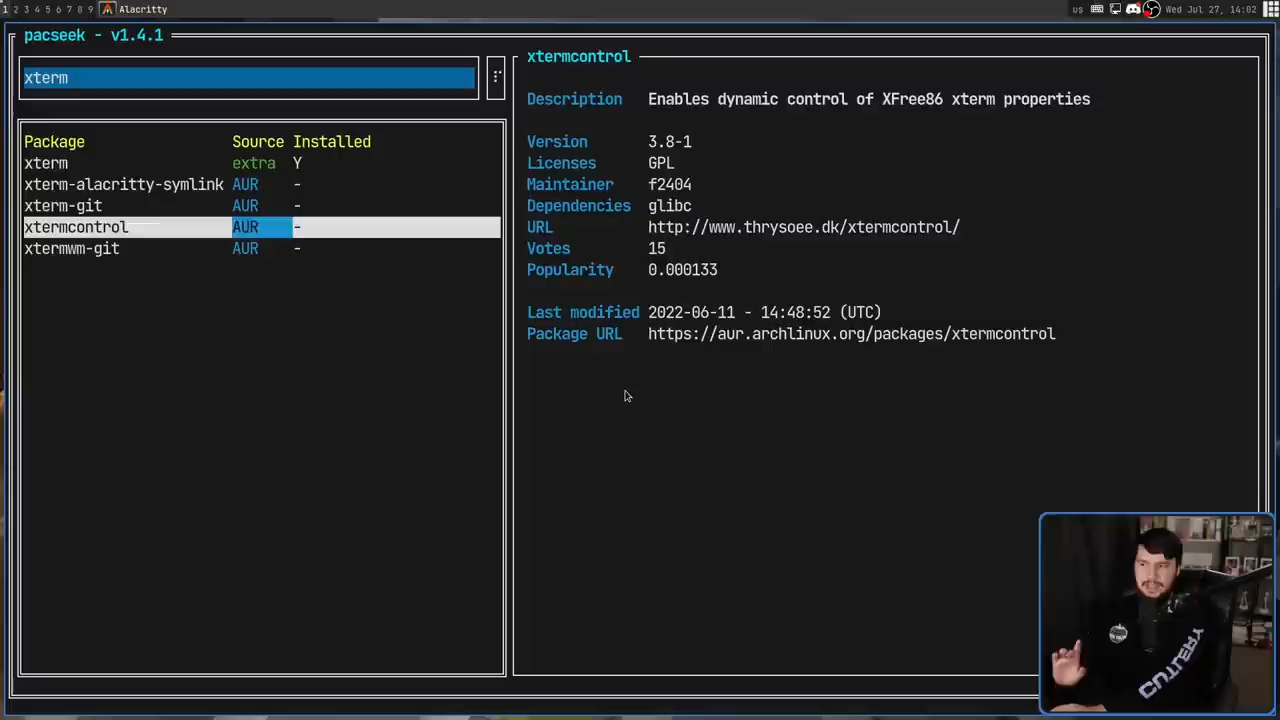 1 2 3 4 5 6 7 8 9 Alacritty us Wed Jul 27, 14:02
pacseek - v1.4.1
xterm
Package Source Installed
xterm extra Y
xterm-alacritty-symlink AUR -
xterm-git AUR -
xtermcontrol AUR -
xtermwm-git AUR -
xtermcontrol
Description Enables dynamic control of XFree86 xterm properties
Version 3.8-1
Licenses GPL
Maintainer f2404
Dependencies glibc
URL http://www.thrysoee.dk/xtermcontrol/
Votes 15
Popularity 0.000133
Last modified 2022-06-11 - 14:48:52 (UTC)
Package URL https://aur.archlinux.org/packages/xtermcontrol